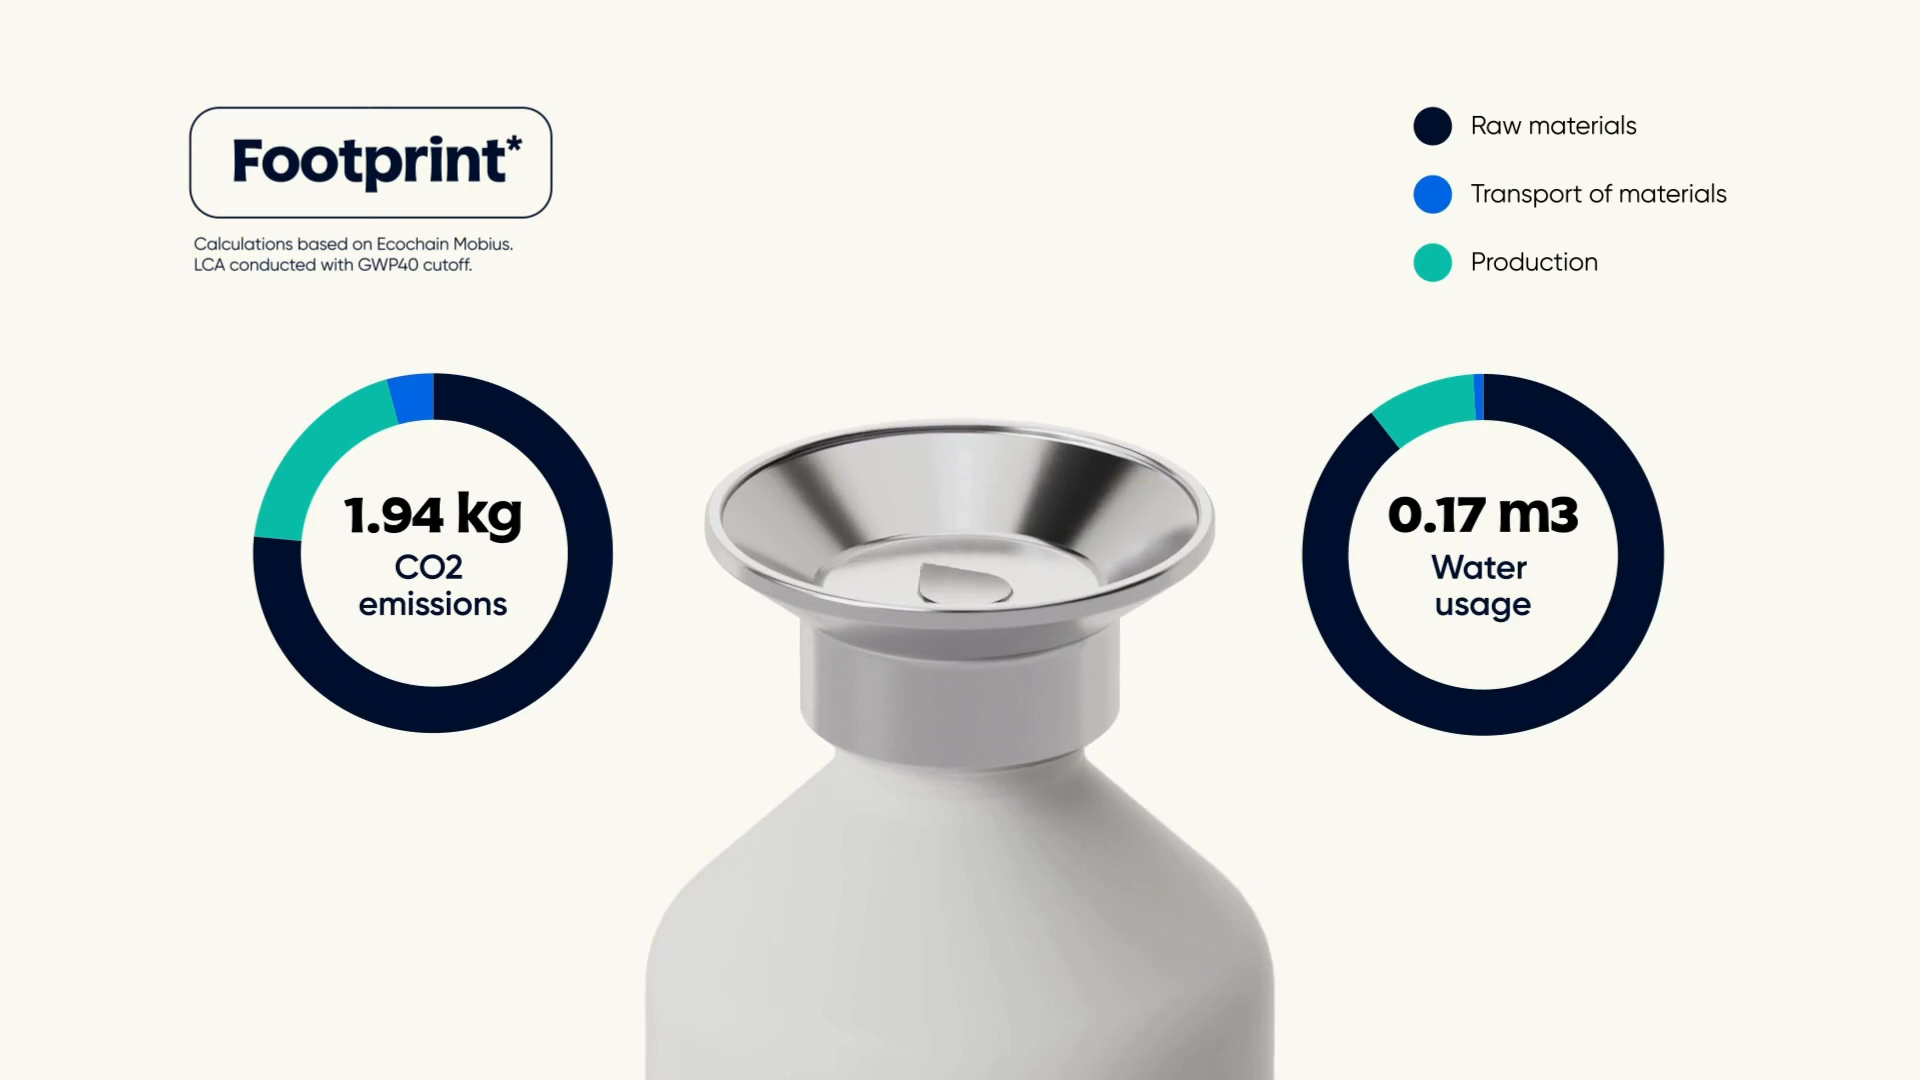 Footprint*
Calculations based on Ecochain Mobius.
LCA conducted with GWP40 cutoff.
Raw materials
Transport of materials
Production
1.94 kg
CO2
emissions
0.17 m3
Water
usage